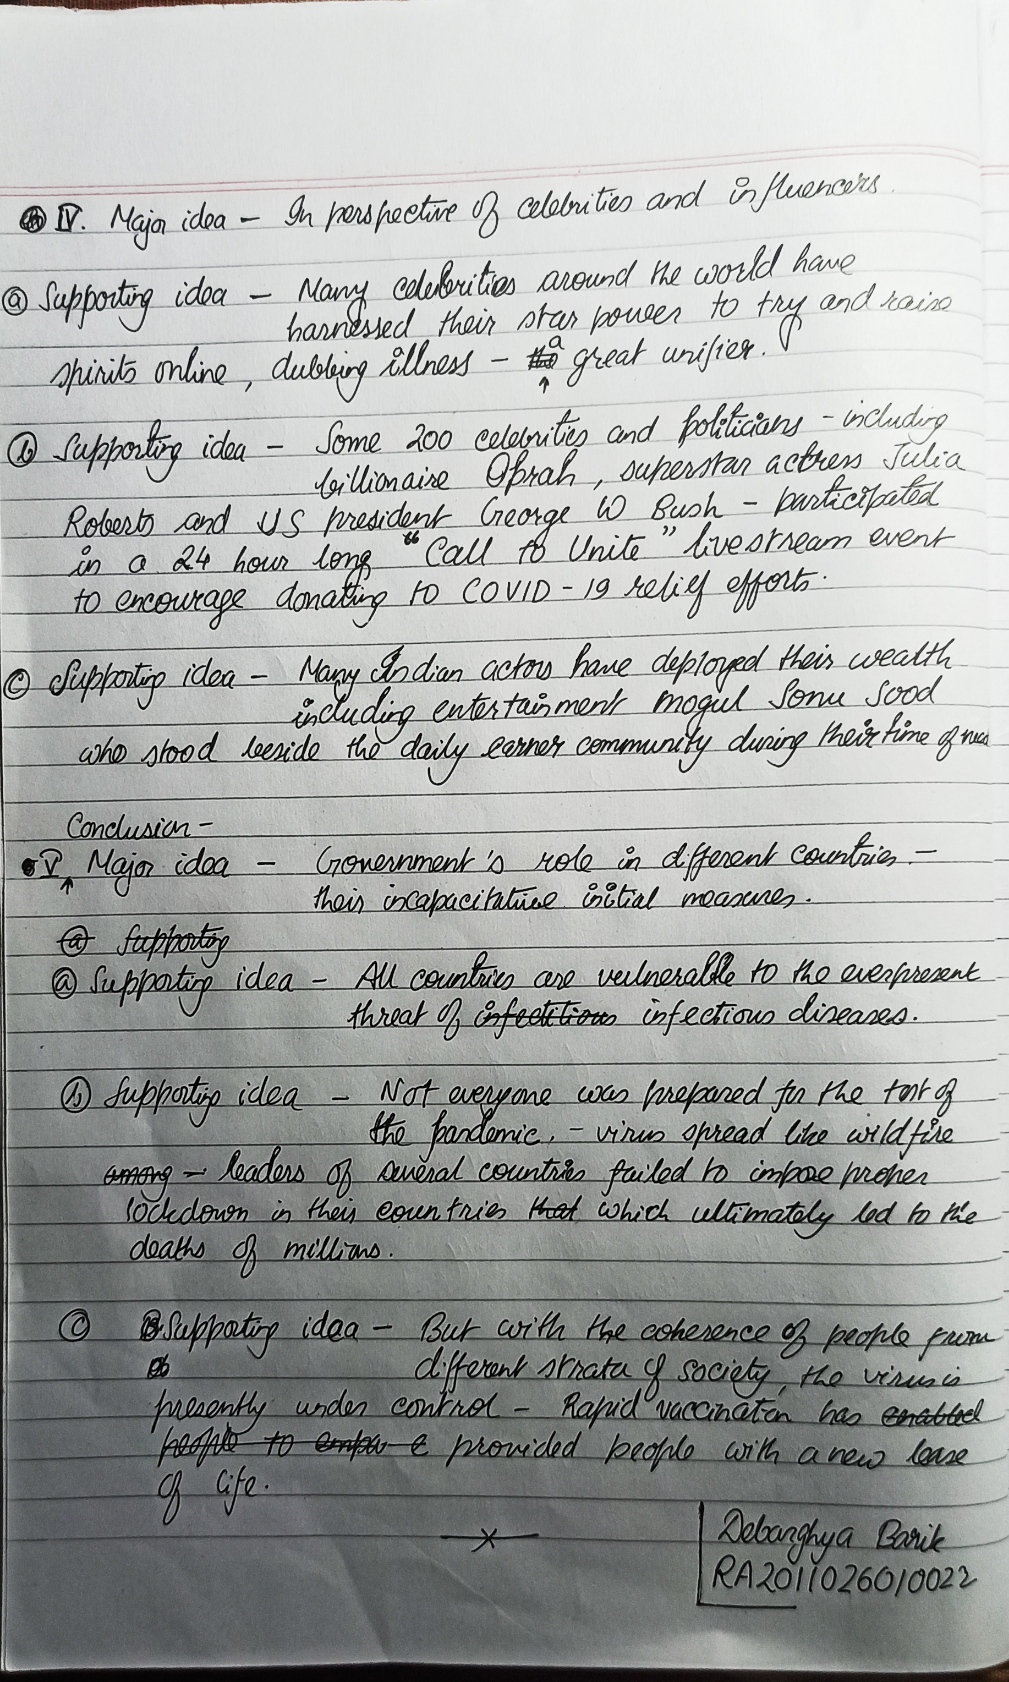 IV. Major idea - In perspective of celebrities and influencers.
(a) Supporting idea - Many celebrities around the world have
harnessed their star power to try and raise
spirits online, dubbing illness - a great unifier.
(b) Supporting idea - Some 200 celebrities and politicians - including
billionaire Oprah, superstar actress Julia
Roberts and US president George W Bush - participated
in a 24 hour long "Call to Unite" livestream event
to encourage donating to COVID-19 relief efforts.
(c) Supporting idea - Many Indian actors have deployed their wealth
including entertainment mogul Sonu Sood
who stood beside the daily earner community during their time of need
Conclusion -
V. Major idea - Government's role in different countries -
their incapacitative initial measures.
(a) Supporting
(a) Supporting idea - All countries are vulnerable to the everpresent
threat of infectitious infectious diseases.
(b) Supporting idea - Not everyone was prepared for the test of
the pandemic, - virus spread like wildfire
among - leaders of several countries failed to impose proper
lockdown in their countries that which ultimately led to the
deaths of millions.
(c) Supporting idea - But with the coherence of people from
different strata of society, the virus is
presently under control - Rapid vaccination has enabled
people to provided people with a new lease
of life.
Debarghya Barik
RA2011026010022